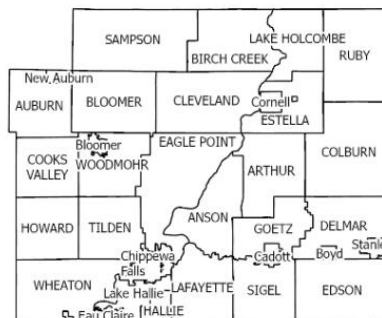 SAMPSON
LAKE HOLCOMBE
BIRCH CREEK
RUBY
New Auburn
AUBURN
BLOOMER
CLEVELAND
Cornell
ESTELLA
Bloomer
EAGLE POINT
COOKS
VALLEY
WOODMOHR
ARTHUR
COLBURN
HOWARD
TILDEN
ANSON
GOETZ
DELMAR
Chippewa
Falls
Cadott
Boyd
Stanle
WHEATON
Lake Hallie
LAFAYETTE
SIGEL
EDSON
Eau Claire
HALLIE